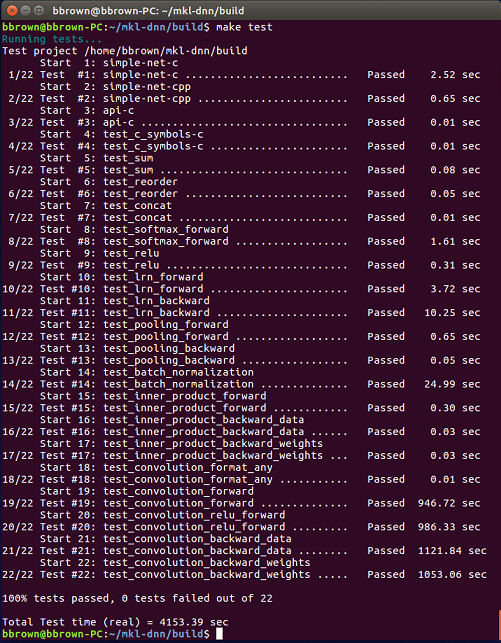 bbrown@bbrown-PC: ~/mkl-dnn/build
bbrown@bbrown-PC:~/mkl-dnn/build$ make test
Running tests...
Test project /home/bbrown/mkl-dnn/build
      Start  1: simple-net-c
 1/22 Test  #1: simple-net-c .........................   Passed    2.52 sec
      Start  2: simple-net-cpp
 2/22 Test  #2: simple-net-cpp .......................   Passed    0.65 sec
      Start  3: api-c
 3/22 Test  #3: api-c ................................   Passed    0.01 sec
      Start  4: test_c_symbols-c
 4/22 Test  #4: test_c_symbols-c .....................   Passed    0.01 sec
      Start  5: test_sum
 5/22 Test  #5: test_sum .............................   Passed    0.08 sec
      Start  6: test_reorder
 6/22 Test  #6: test_reorder .........................   Passed    0.05 sec
      Start  7: test_concat
 7/22 Test  #7: test_concat ..........................   Passed    0.01 sec
      Start  8: test_softmax_forward
 8/22 Test  #8: test_softmax_forward .................   Passed    1.61 sec
      Start  9: test_relu
 9/22 Test  #9: test_relu ............................   Passed    0.31 sec
      Start 10: test_lrn_forward
10/22 Test #10: test_lrn_forward .....................   Passed    3.72 sec
      Start 11: test_lrn_backward
11/22 Test #11: test_lrn_backward ....................   Passed   10.25 sec
      Start 12: test_pooling_forward
12/22 Test #12: test_pooling_forward .................   Passed    0.65 sec
      Start 13: test_pooling_backward
13/22 Test #13: test_pooling_backward ................   Passed    0.05 sec
      Start 14: test_batch_normalization
14/22 Test #14: test_batch_normalization .............   Passed   24.99 sec
      Start 15: test_inner_product_forward
15/22 Test #15: test_inner_product_forward ...........   Passed    0.30 sec
      Start 16: test_inner_product_backward_data
16/22 Test #16: test_inner_product_backward_data .....   Passed    0.03 sec
      Start 17: test_inner_product_backward_weights
17/22 Test #17: test_inner_product_backward_weights ...   Passed    0.03 sec
      Start 18: test_convolution_format_any
18/22 Test #18: test_convolution_format_any ..........   Passed    0.01 sec
      Start 19: test_convolution_forward
19/22 Test #19: test_convolution_forward .............   Passed  946.72 sec
      Start 20: test_convolution_relu_forward
20/22 Test #20: test_convolution_relu_forward ........   Passed  986.33 sec
      Start 21: test_convolution_backward_data
21/22 Test #21: test_convolution_backward_data .......   Passed  1121.84 sec
      Start 22: test_convolution_backward_weights
22/22 Test #22: test_convolution_backward_weights .....   Passed  1053.06 sec
100% tests passed, 0 tests failed out of 22
Total Test time (real) = 4153.39 sec
bbrown@bbrown-PC:~/mkl-dnn/build$